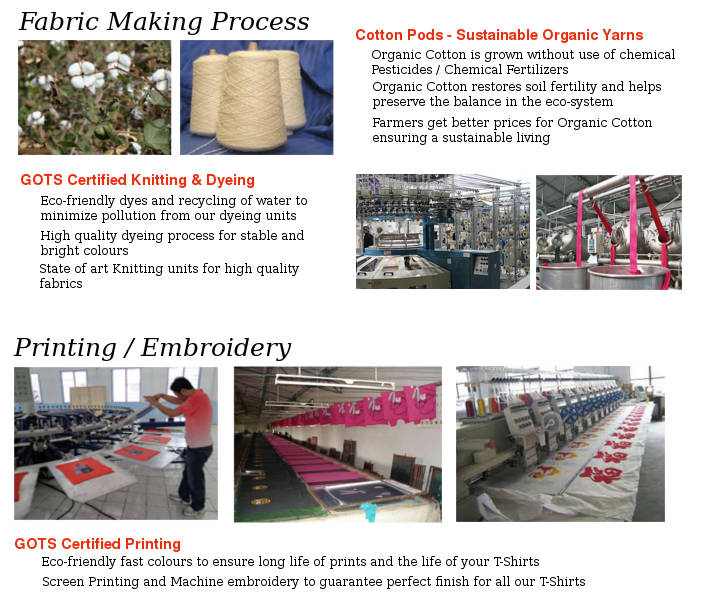 Fabric Making Process
Cotton Pods - Sustainable Organic Yarns
Organic Cotton is grown without use of chemical
Pesticides / Chemical Fertilizers
Organic Cotton restores soil fertility and helps
preserve the balance in the eco-system
Farmers get better prices for Organic Cotton
ensuring a sustainable living
GOTS Certified Knitting & Dyeing
Eco-friendly dyes and recycling of water to
minimize pollution from our dyeing units
High quality dyeing process for stable and
bright colours
State of art Knitting units for high quality
fabrics
Printing / Embroidery
GOTS Certified Printing
Eco-friendly fast colours to ensure long life of prints and the life of your T-Shirts
Screen Printing and Machine embroidery to guarantee perfect finish for all our T-Shirts